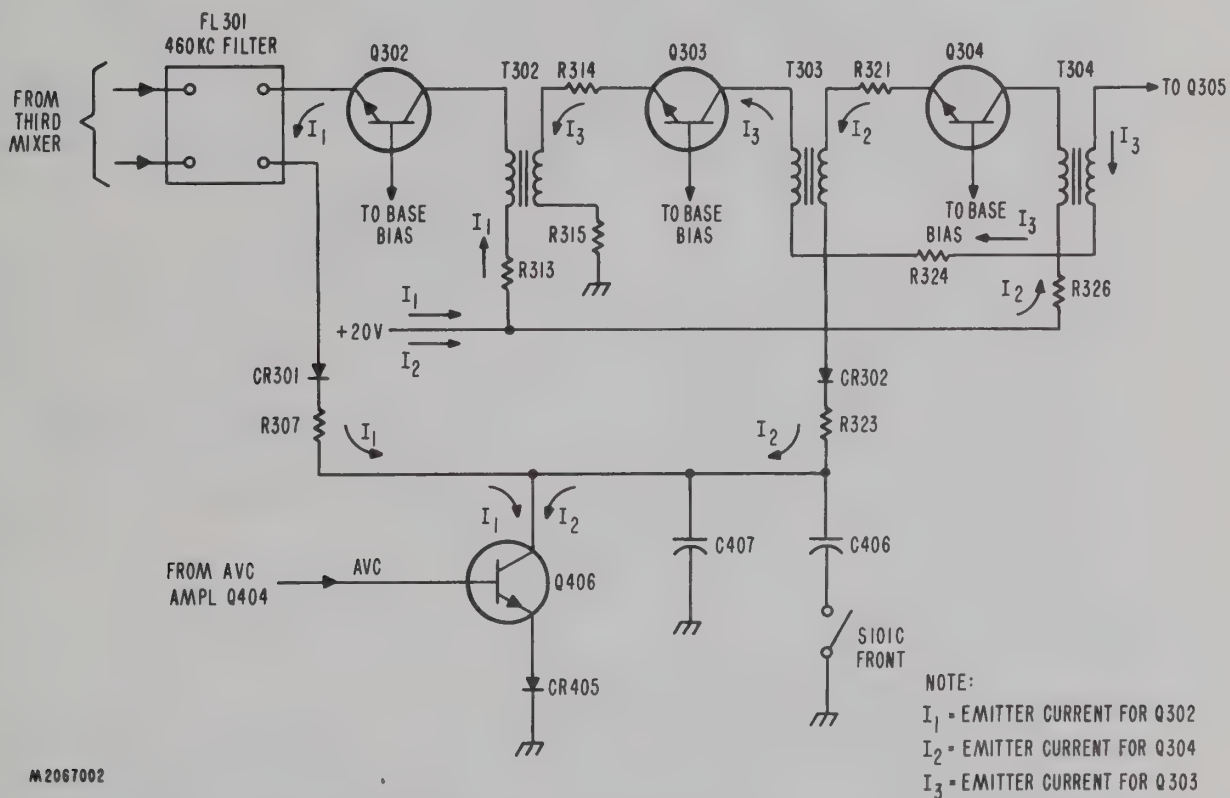 FL301
460KC FILTER
Q302
Q303
Q304
T302
R314
T303
R321
T304
TO Q305
FROM
THIRD
MIXER
I1
I3
I3
I2
I3
TO BASE
BIAS
TO BASE
BIAS
TO BASE
BIAS
I1
R315
R313
I3
R324
I2
R326
I1
+20V
I2
CR301
CR302
R307
I1
I2
R323
I1
I2
C407
C406
FROM AVC
AMPL Q404
AVC
Q406
S101C
FRONT
CR405
NOTE:
I1 = EMITTER CURRENT FOR Q302
I2 = EMITTER CURRENT FOR Q304
I3 = EMITTER CURRENT FOR Q303
M2067002